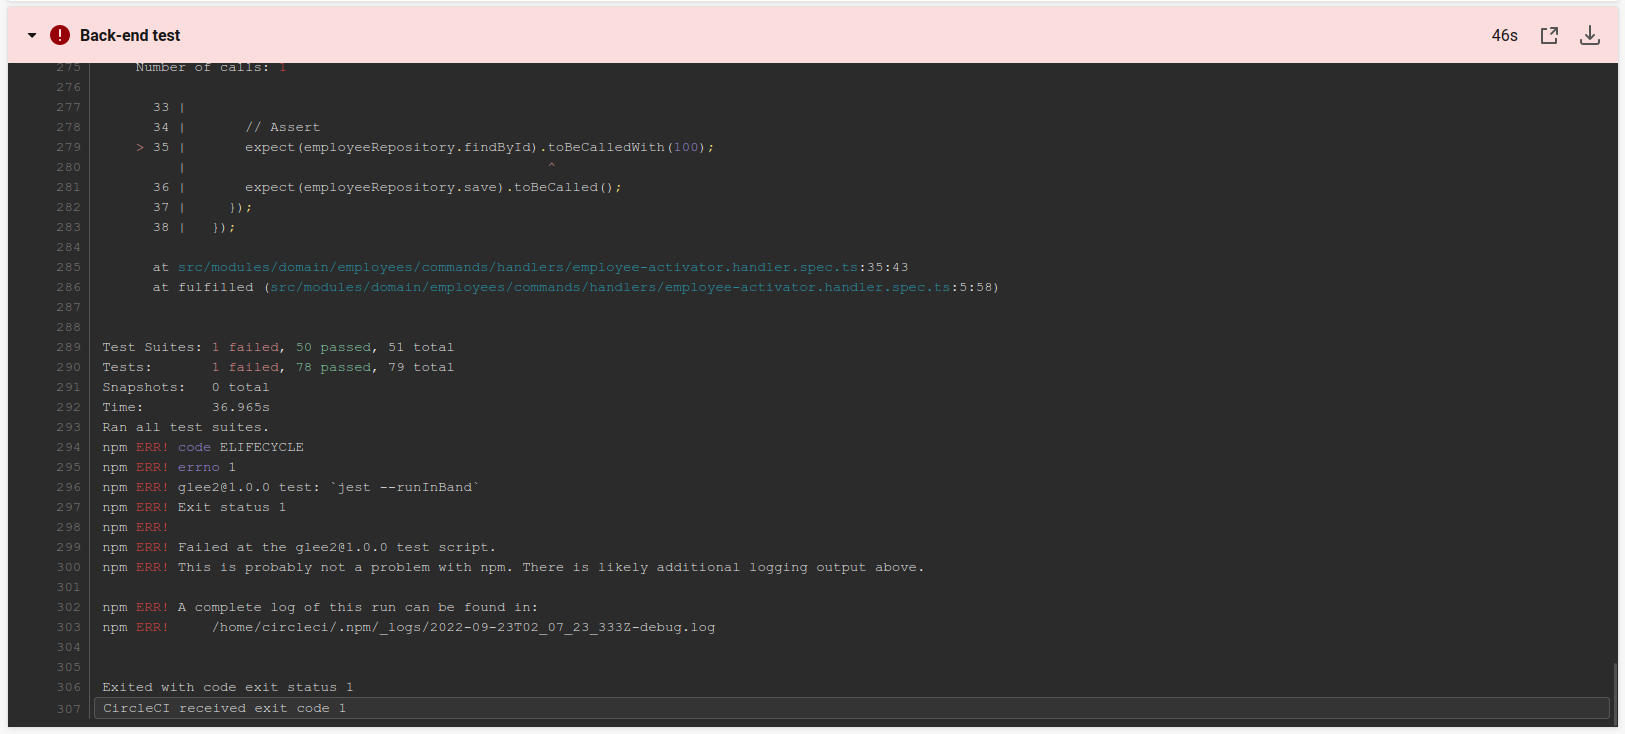 Back-end test 46s
275 Number of calls: 1
276
277 33 |
278 34 | // Assert
279 > 35 | expect(employeeRepository.findById).toBeCalledWith(100);
280 | ^
281 36 | expect(employeeRepository.save).toBeCalled();
282 37 | });
283 38 | });
284
285 at src/modules/domain/employees/commands/handlers/employee-activator.handler.spec.ts:35:43
286 at fulfilled (src/modules/domain/employees/commands/handlers/employee-activator.handler.spec.ts:5:58)
287
288
289 Test Suites: 1 failed, 50 passed, 51 total
290 Tests: 1 failed, 78 passed, 79 total
291 Snapshots: 0 total
292 Time: 36.965s
293 Ran all test suites.
294 npm ERR! code ELIFECYCLE
295 npm ERR! errno 1
296 npm ERR! glee2@1.0.0 test: `jest --runInBand`
297 npm ERR! Exit status 1
298 npm ERR!
299 npm ERR! Failed at the glee2@1.0.0 test script.
300 npm ERR! This is probably not a problem with npm. There is likely additional logging output above.
301
302 npm ERR! A complete log of this run can be found in:
303 npm ERR! /home/circleci/.npm/_logs/2022-09-23T02_07_23_333Z-debug.log
304
305
306 Exited with code exit status 1
307 CircleCI received exit code 1